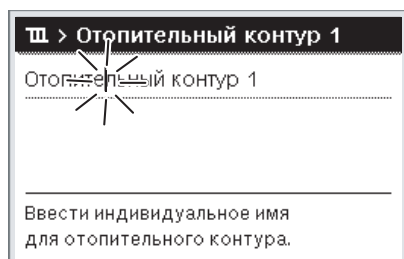 > Отопительный контур 1
Отопительный контур 1
Ввести индивидуальное имя
для отопительного контура.